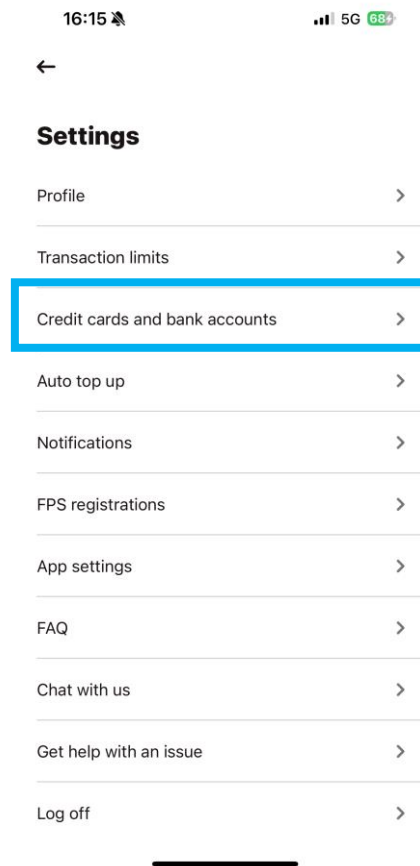 16:15
5G 68
Settings
Profile
Transaction limits
Credit cards and bank accounts
Auto top up
Notifications
FPS registrations
App settings
FAQ
Chat with us
Get help with an issue
Log off